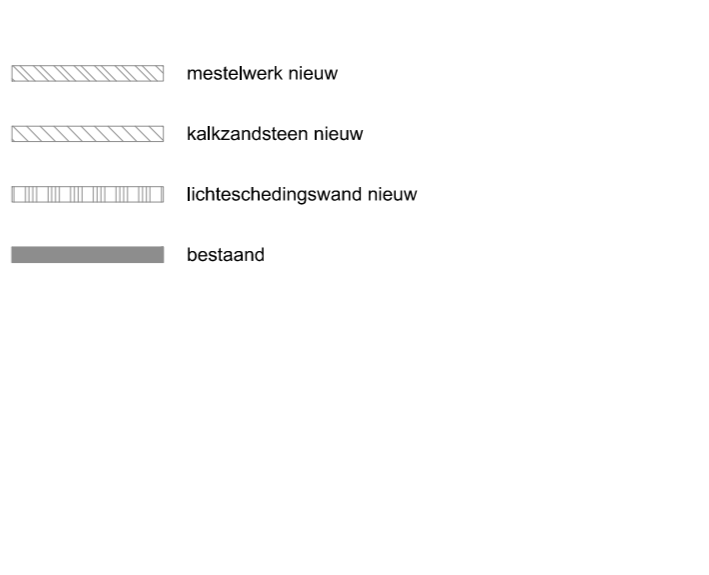 mestelwerk nieuw
kalkzandsteen nieuw
lichteschedingswand nieuw
bestaand